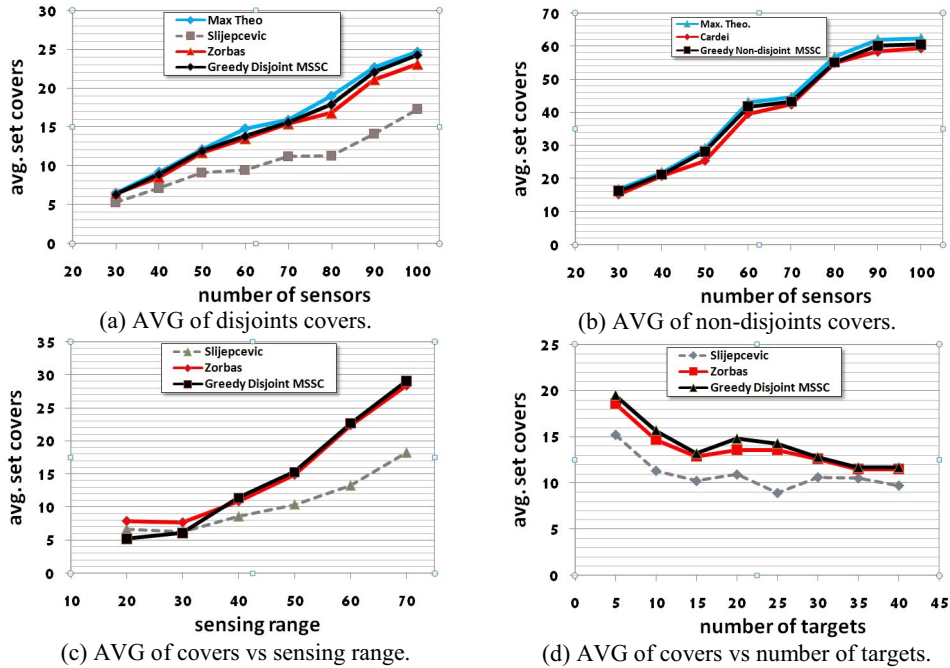 30
25
20
15
10
5
0
avg. set covers
Max Theo
Slijepcevic
Zorbas
Greedy Disjoint MSSC
20 30 40 50 60 70 80 90 100
number of sensors
(a) AVG of disjoints covers.
70
60
50
40
30
20
10
0
avg. set covers
Max. Theo.
Cardei
Greedy Non-disjoint MSSC
20 30 40 50 60 70 80 90 100
number of sensors
(b) AVG of non-disjoints covers.
35
30
25
20
15
10
5
0
avg. set covers
Slijepcevic
Zorbas
Greedy Disjoint MSSC
10 20 30 40 50 60 70
sensing range
(c) AVG of covers vs sensing range.
25
20
15
10
5
0
avg. set covers
Slijepcevic
Zorbas
Greedy Disjoint MSSC
0 5 10 15 20 25 30 35 40 45
number of targets
(d) AVG of covers vs number of targets.